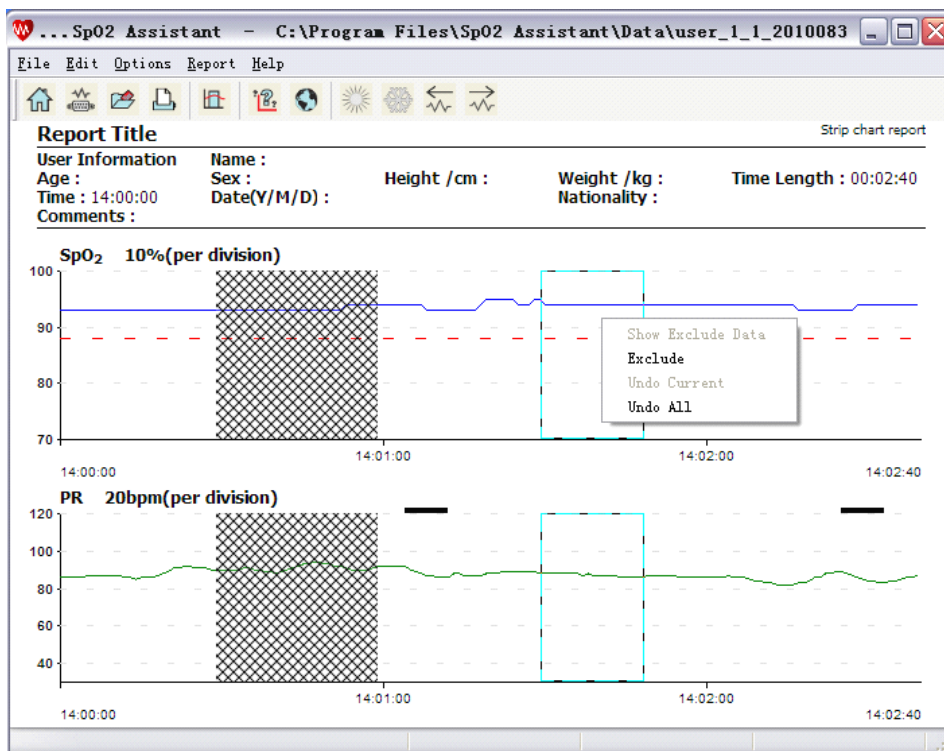 ...SpO2 Assistant - C:\Program Files\SpO2 Assistant\Data\user_1_1_2010083
File Edit Options Report Help
Report Title Strip chart report
User Information Name :
Age : Sex : Height /cm : Weight /kg : Time Length : 00:02:40
Time : 14:00:00 Date(Y/M/D) : Nationality :
Comments :
SpO₂ 10%(per division)
100
90
Show Exclude Data
Exclude
80
Undo Current
Undo All
70
14:01:00 14:02:00
14:00:00 14:02:40
PR 20bpm(per division)
120
100
80
60
40
14:01:00 14:02:00
14:00:00 14:02:40